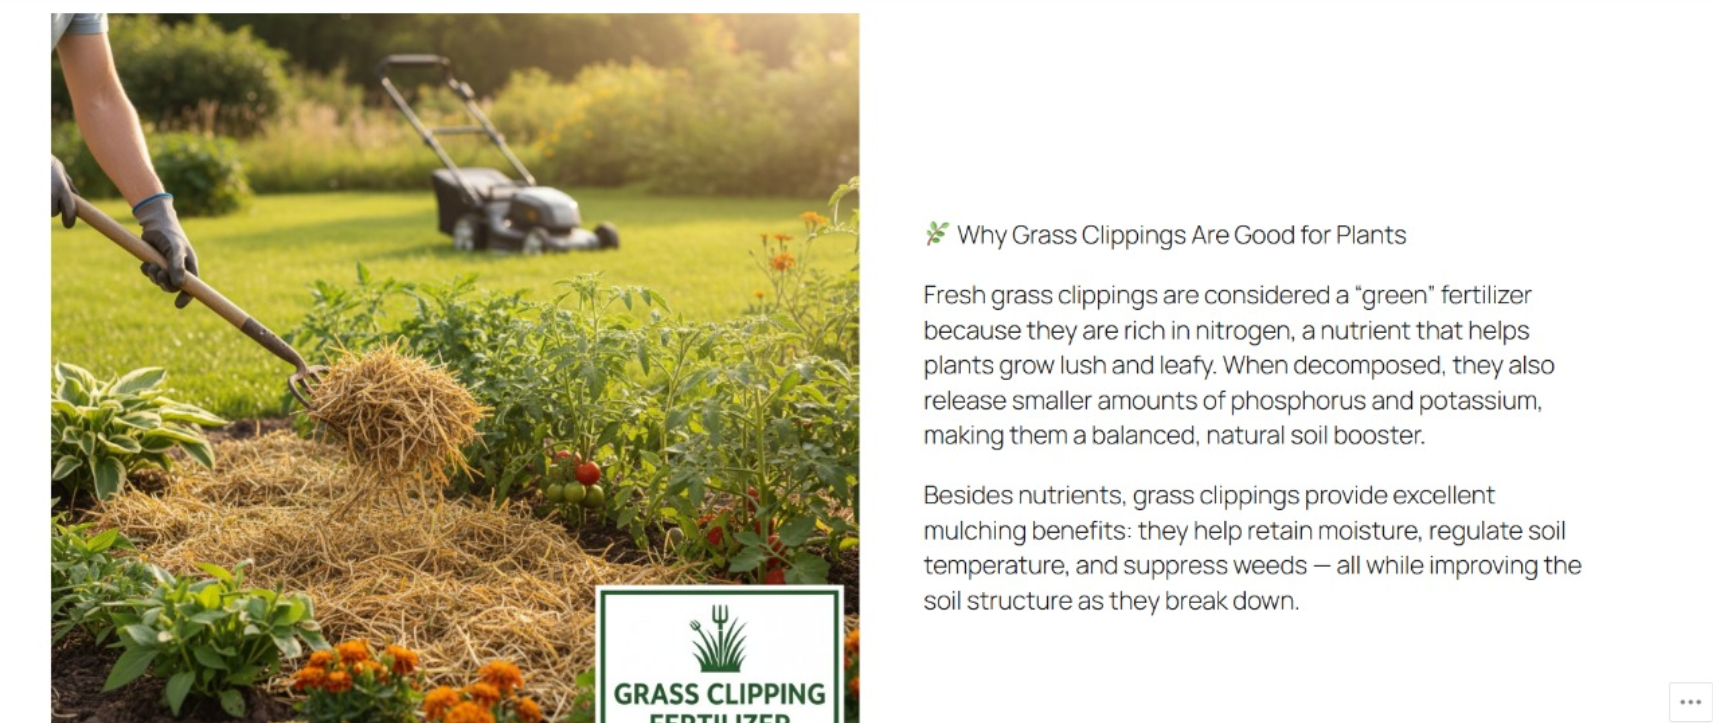 🌿 Why Grass Clippings Are Good for Plants
Fresh grass clippings are considered a “green” fertilizer
because they are rich in nitrogen, a nutrient that helps
plants grow lush and leafy. When decomposed, they also
release smaller amounts of phosphorus and potassium,
making them a balanced, natural soil booster.
Besides nutrients, grass clippings provide excellent
mulching benefits: they help retain moisture, regulate soil
temperature, and suppress weeds — all while improving the
soil structure as they break down.
GRASS CLIPPING
FERTILIZER